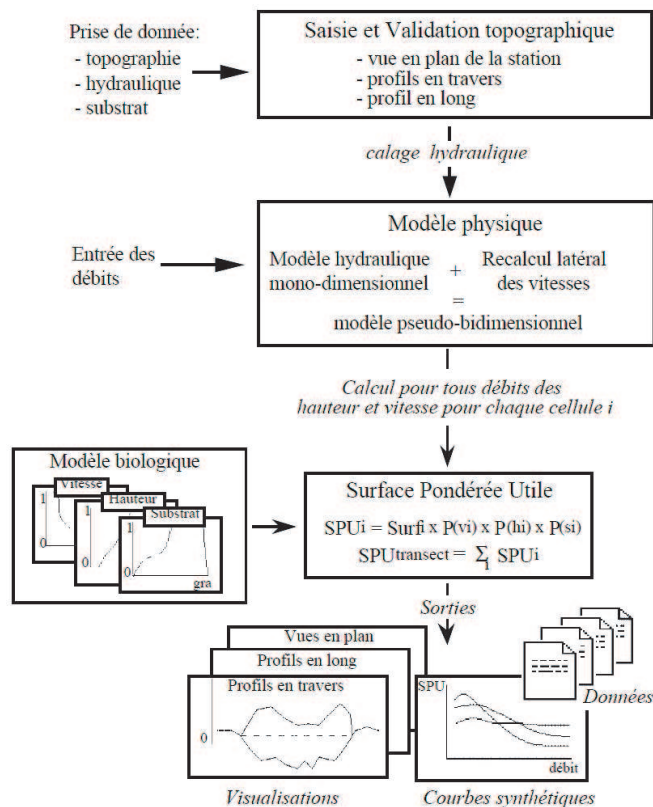 Prise de donnée:
- topographie
- hydraulique
- substrat
Saisie et Validation topographique
- vue en plan de la station
- profils en travers
- profil en long
calage hydraulique
Entrée des
débits
Modèle physique
Modèle hydraulique
mono-dimensionnel
+
Recalcul latéral
des vitesses
=
modèle pseudo-bidimensionnel
Calcul pour tous débits des
hauteur et vitesse pour chaque cellule i
Modèle biologique
Vitesse
1
0
Hauteur
1
0
Substrat
1
0
gra
Surface Pondérée Utile
SPUi = Surfi x P(vi) x P(hi) x P(si)
SPUtransect = Σi SPUi
Sorties
Vues en plan
Profils en long
Profils en travers
0
SPU
débit
Données
Visualisations
Courbes synthétiques